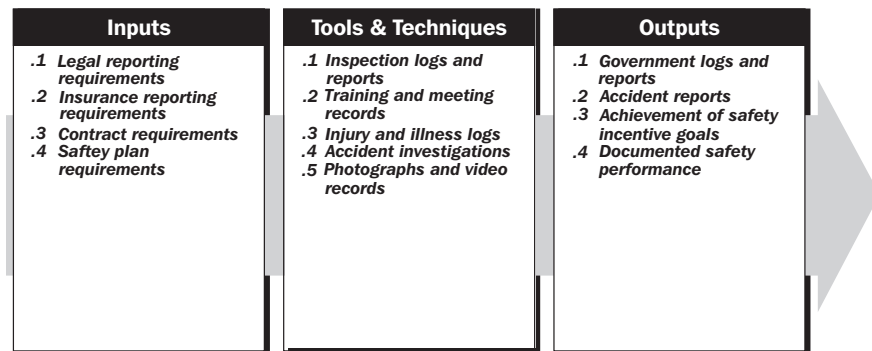 Inputs
.1 Legal reporting
requirements
.2 Insurance reporting
requirements
.3 Contract requirements
.4 Saftey plan
requirements
Tools & Techniques
.1 Inspection logs and
reports
.2 Training and meeting
records
.3 Injury and illness logs
.4 Accident investigations
.5 Photographs and video
records
Outputs
.1 Government logs and
reports
.2 Accident reports
.3 Achievement of safety
incentive goals
.4 Documented safety
performance